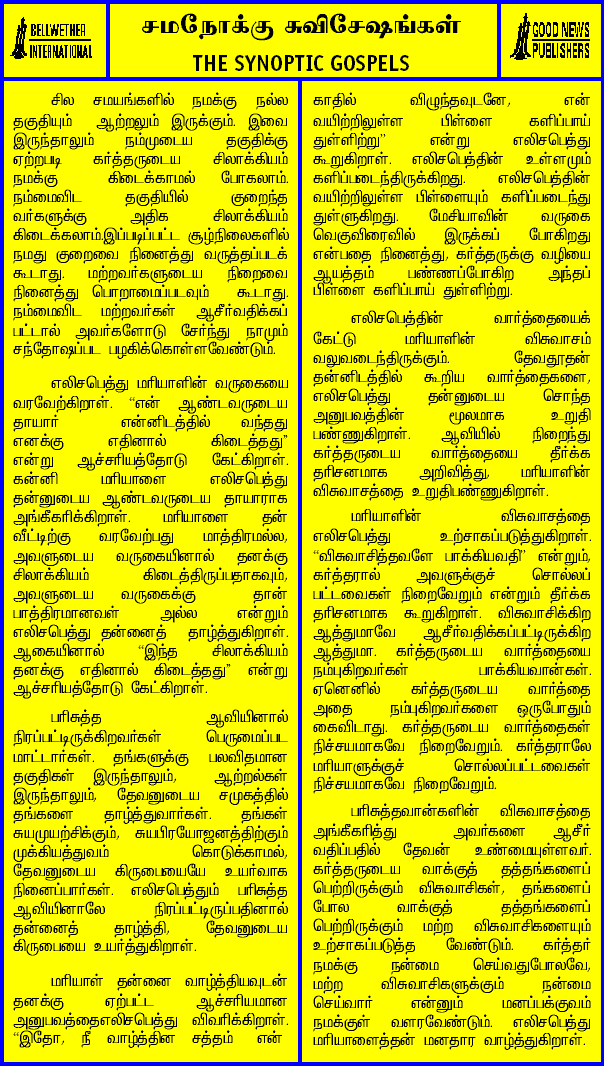 BELLWETHER
INTERNATIONAL
சமநோக்கு சுவிசேஷங்கள்
THE SYNOPTIC GOSPELS
GOOD NEWS
PUBLISHERS
சில சமயங்களில் நமக்கு நல்ல
தகுதியும் ஆற்றலும் இருக்கும். இவை
இருந்தாலும் நம்முடைய தகுதிக்கு
ஏற்றபடி கர்த்தருடைய சிலாக்கியம்
நமக்கு கிடைக்காமல் போகலாம்.
நம்மைவிட தகுதியில் குறைந்த
வர்களுக்கு அதிக சிலாக்கியம்
கிடைக்கலாம்.இப்படிப்பட்ட சூழ்நிலைகளில்
நமது குறைவை நினைத்து வருத்தப்படக்
கூடாது. மற்றவர்களுடைய நிறைவை
நினைத்து பொறாமைப்படவும் கூடாது.
நம்மைவிட மற்றவர்கள் ஆசீர்வதிக்கப்
பட்டால் அவர்களோடு சேர்ந்து நாமும்
சந்தோஷப்பட பழகிக்கொள்ளவேண்டும்.
எலிசபெத்து மரியாளின் வருகையை
வரவேற்கிறாள். “என் ஆண்டவருடைய
தாயார் என்னிடத்தில் வந்தது
எனக்கு எதினால் கிடைத்தது”
என்று ஆச்சரியத்தோடு கேட்கிறாள்.
கன்னி மரியாளை எலிசபெத்து
தன்னுடைய ஆண்டவருடைய தாயாராக
அங்கீகரிக்கிறாள். மரியாளை தன்
வீட்டிற்கு வரவேற்பது மாத்திரமல்ல,
அவளுடைய வருகையினால் தனக்கு
சிலாக்கியம் கிடைத்திருப்பதாகவும்,
அவளுடைய வருகைக்கு தான்
பாத்திரமானவள் அல்ல என்றும்
எலிசபெத்து தன்னைத் தாழ்த்துகிறாள்.
ஆகையினால் “இந்த சிலாக்கியம்
தனக்கு எதினால் கிடைத்தது” என்று
ஆச்சரியத்தோடு கேட்கிறாள்.
பரிசுத்த ஆவியினால்
நிரப்பட்டிருக்கிறவர்கள் பெருமைப்பட
மாட்டார்கள். தங்களுக்கு பலவிதமான
தகுதிகள் இருந்தாலும், ஆற்றல்கள்
இருந்தாலும், தேவனுடைய சமுகத்தில்
தங்களை தாழ்த்துவார்கள். தங்கள்
சுயமுயற்சிக்கும், சுயபிரயோஜனத்திற்கும்
முக்கியத்துவம் கொடுக்காமல்,
தேவனுடைய கிருபையையே உயர்வாக
நினைப்பார்கள். எலிசபெத்தும் பரிசுத்த
ஆவியினாலே நிரப்பட்டிருப்பதினால்
தன்னைத் தாழ்த்தி, தேவனுடைய
கிருபையை உயர்த்துகிறாள்.
மரியாள் தன்னை வாழ்த்தியவுடன்
தனக்கு ஏற்பட்ட ஆச்சரியமான
அனுபவத்தைஎலிசபெத்து விவரிக்கிறாள்.
“இதோ, நீ வாழ்த்தின சத்தம் என்
காதில் விழுந்தவுடனே, என்
வயிற்றிலுள்ள பிள்ளை களிப்பாய்
துள்ளிற்று” என்று எலிசபெத்து
கூறுகிறாள். எலிசபெத்தின் உள்ளமும்
களிப்படைந்திருக்கிறது. எலிசபெத்தின்
வயிற்றிலுள்ள பிள்ளையும் களிப்படைந்து
துள்ளுகிறது. மேசியாவின் வருகை
வெகுவிரைவில் இருக்கப் போகிறது
என்பதை நினைத்து, கர்த்தருக்கு வழியை
ஆயத்தம் பண்ணப்போகிற அந்தப்
பிள்ளை களிப்பாய் துள்ளிற்று.
எலிசபெத்தின் வார்த்தையைக்
கேட்டு மரியாளின் விசுவாசம்
வலுவடைந்திருக்கும். தேவதூதன்
தன்னிடத்தில் கூறிய வார்த்தைகளை,
எலிசபெத்து தன்னுடைய சொந்த
அனுபவத்தின் மூலமாக உறுதி
பண்ணுகிறாள். ஆவியில் நிறைந்து
கர்த்தருடைய வார்த்தையை தீர்க்க
தரிசனமாக அறிவித்து, மரியாளின்
விசுவாசத்தை உறுதிபண்ணுகிறாள்.
மரியாளின் விசுவாசத்தை
எலிசபெத்து உற்சாகப்படுத்துகிறாள்.
“விசுவாசித்தவளே பாக்கியவதி” என்றும்,
கர்த்தரால் அவளுக்குச் சொல்லப்
பட்டவைகள் நிறைவேறும் என்றும் தீர்க்க
தரிசனமாக கூறுகிறாள். விசுவாசிக்கிற
ஆத்துமாவே ஆசீர்வதிக்கப்பட்டிருக்கிற
ஆத்துமா. கர்த்தருடைய வார்த்தையை
நம்புகிறவர்கள் பாக்கியவான்கள்.
ஏனெனில் கர்த்தருடைய வார்த்தை
அதை நம்புகிறவர்களை ஒருபோதும்
கைவிடாது. கர்த்தருடைய வார்த்தைகள்
நிச்சயமாகவே நிறைவேறும். கர்த்தராலே
மரியாளுக்குச் சொல்லப்பட்டவைகள்
நிச்சயமாகவே நிறைவேறும்.
பரிசுத்தவான்களின் விசுவாசத்தை
அங்கீகரித்து அவர்களை ஆசீர்
வதிப்பதில் தேவன் உண்மையுள்ளவர்.
கர்த்தருடைய வாக்குத் தத்தங்களைப்
பெற்றிருக்கும் விசுவாசிகள், தங்களைப்
போல வாக்குத் தத்தங்களைப்
பெற்றிருக்கும் மற்ற விசுவாசிகளையும்
உற்சாகப்படுத்த வேண்டும். கர்த்தர்
நமக்கு நன்மை செய்வதுபோலவே,
மற்ற விசுவாசிகளுக்கும் நன்மை
செய்வார் என்னும் மனப்பக்குவம்
நமக்குள் வளரவேண்டும். எலிசபெத்து
மரியாளைத்தன் மனதார வாழ்த்துகிறாள்.